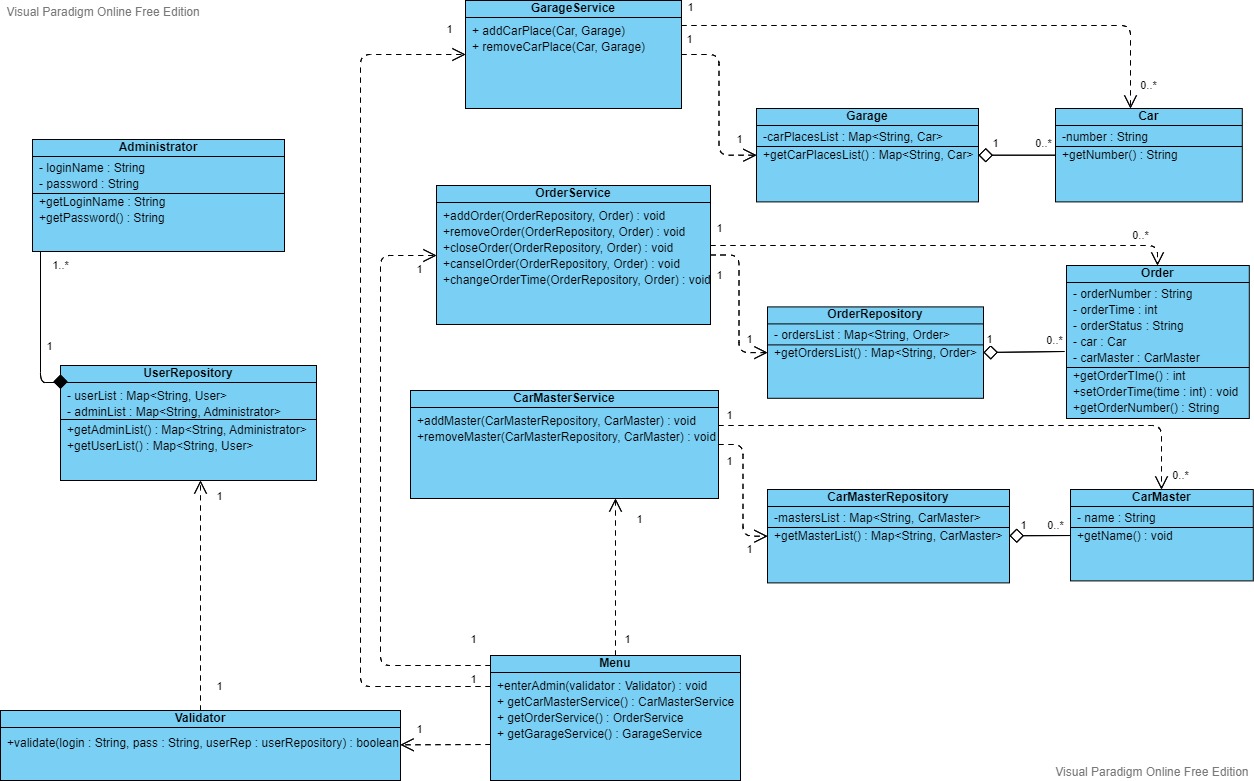 Visual Paradigm Online Free Edition
GarageService
+ addCarPlace(Car, Garage)
+ removeCarPlace(Car, Garage)
1
1
1
0..*
Garage
-carPlacesList : Map<String, Car>
+getCarPlacesList() : Map<String, Car>
1
1
0..*
Car
-number : String
+getNumber() : String
Administrator
- loginName : String
- password : String
+getLoginName : String
+getPassword() : String
1..*
1
OrderService
+addOrder(OrderRepository, Order) : void
+removeOrder(OrderRepository, Order) : void
+closeOrder(OrderRepository, Order) : void
+canselOrder(OrderRepository, Order) : void
+changeOrderTime(OrderRepository, Order) : void
1
1
1
0..*
OrderRepository
- ordersList : Map<String, Order>
+getOrdersList() : Map<String, Order>
1
1
0..*
Order
- orderNumber : String
- orderTime : int
- orderStatus : String
- car : Car
- carMaster : CarMaster
+getOrderTIme() : int
+setOrderTime(time : int) : void
+getOrderNumber() : String
UserRepository
- userList : Map<String, User>
- adminList : Map<String, Administrator>
+getAdminList() : Map<String, Administrator>
+getUserList() : Map<String, User>
1
1
CarMasterService
+addMaster(CarMasterRepository, CarMaster) : void
+removeMaster(CarMasterRepository, CarMaster) : void
1
1
1
0..*
CarMasterRepository
-mastersList : Map<String, CarMaster>
+getMasterList() : Map<String, CarMaster>
1
1
0..*
CarMaster
- name : String
+getName() : void
1
1
1
1
Menu
+enterAdmin(validator : Validator) : void
+ getCarMasterService() : CarMasterService
+ getOrderService() : OrderService
+ getGarageService() : GarageService
1
Validator
+validate(login : String, pass : String, userRep : userRepository) : boolean
Visual Paradigm Online Free Edition